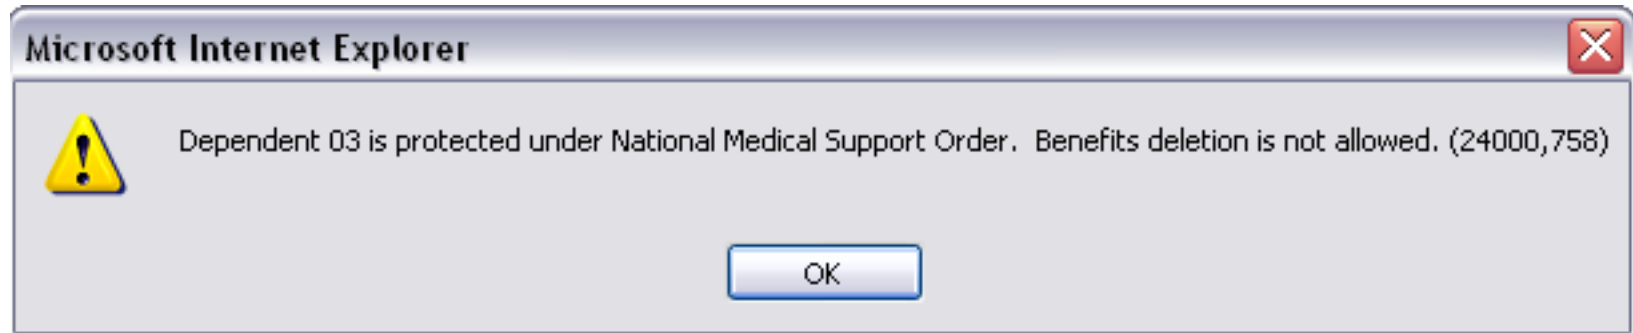 Microsoft Internet Explorer
Dependent 03 is protected under National Medical Support Order.  Benefits deletion is not allowed. (24000,758)
OK